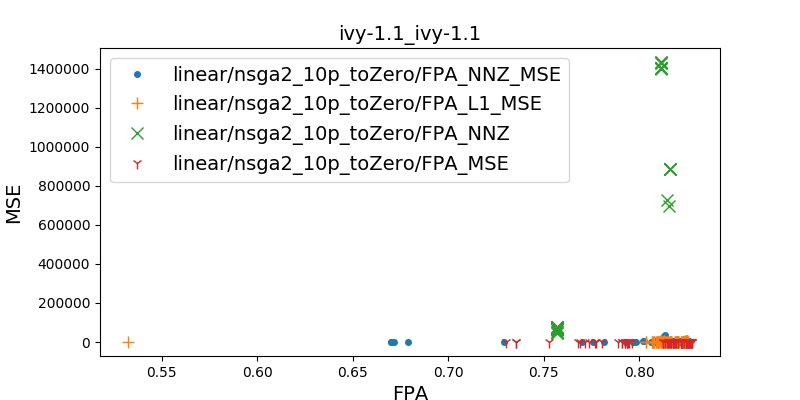 ivy-1.1_ivy-1.1
linear/nsga2_10p_toZero/FPA_NNZ_MSE
linear/nsga2_10p_toZero/FPA_L1_MSE
linear/nsga2_10p_toZero/FPA_NNZ
linear/nsga2_10p_toZero/FPA_MSE
MSE
1400000
1200000
1000000
800000
600000
400000
200000
0
0.55
0.60
0.65
0.70
0.75
0.80
FPA